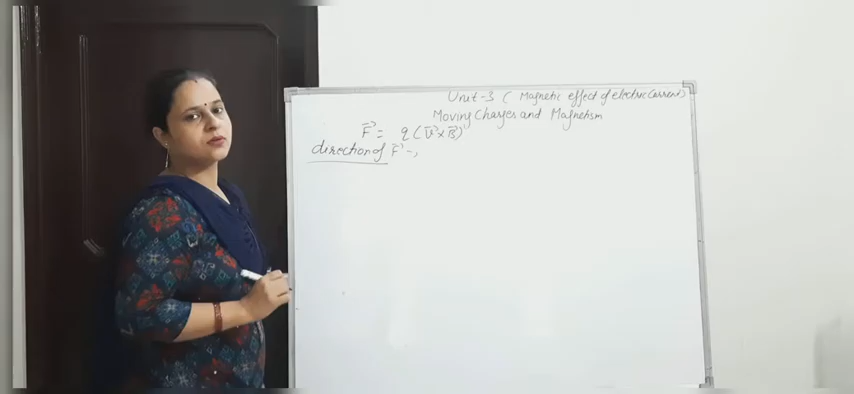 Unit-3 ( Magnetic effect of electric Current)
Moving Charges and Magnetism
F⃗ = q (V⃗ × B⃗)
direction of F⃗ →